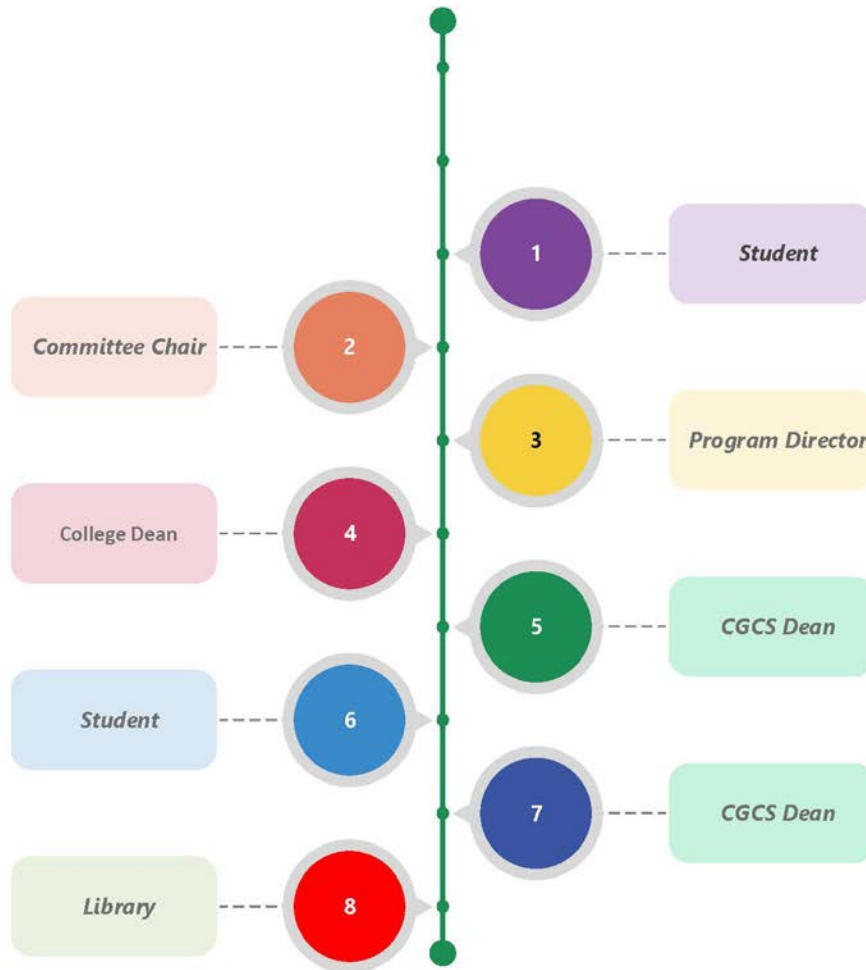 1
Student
Committee Chair
2
3
Program Director
College Dean
4
5
CGCS Dean
Student
6
7
CGCS Dean
Library
8